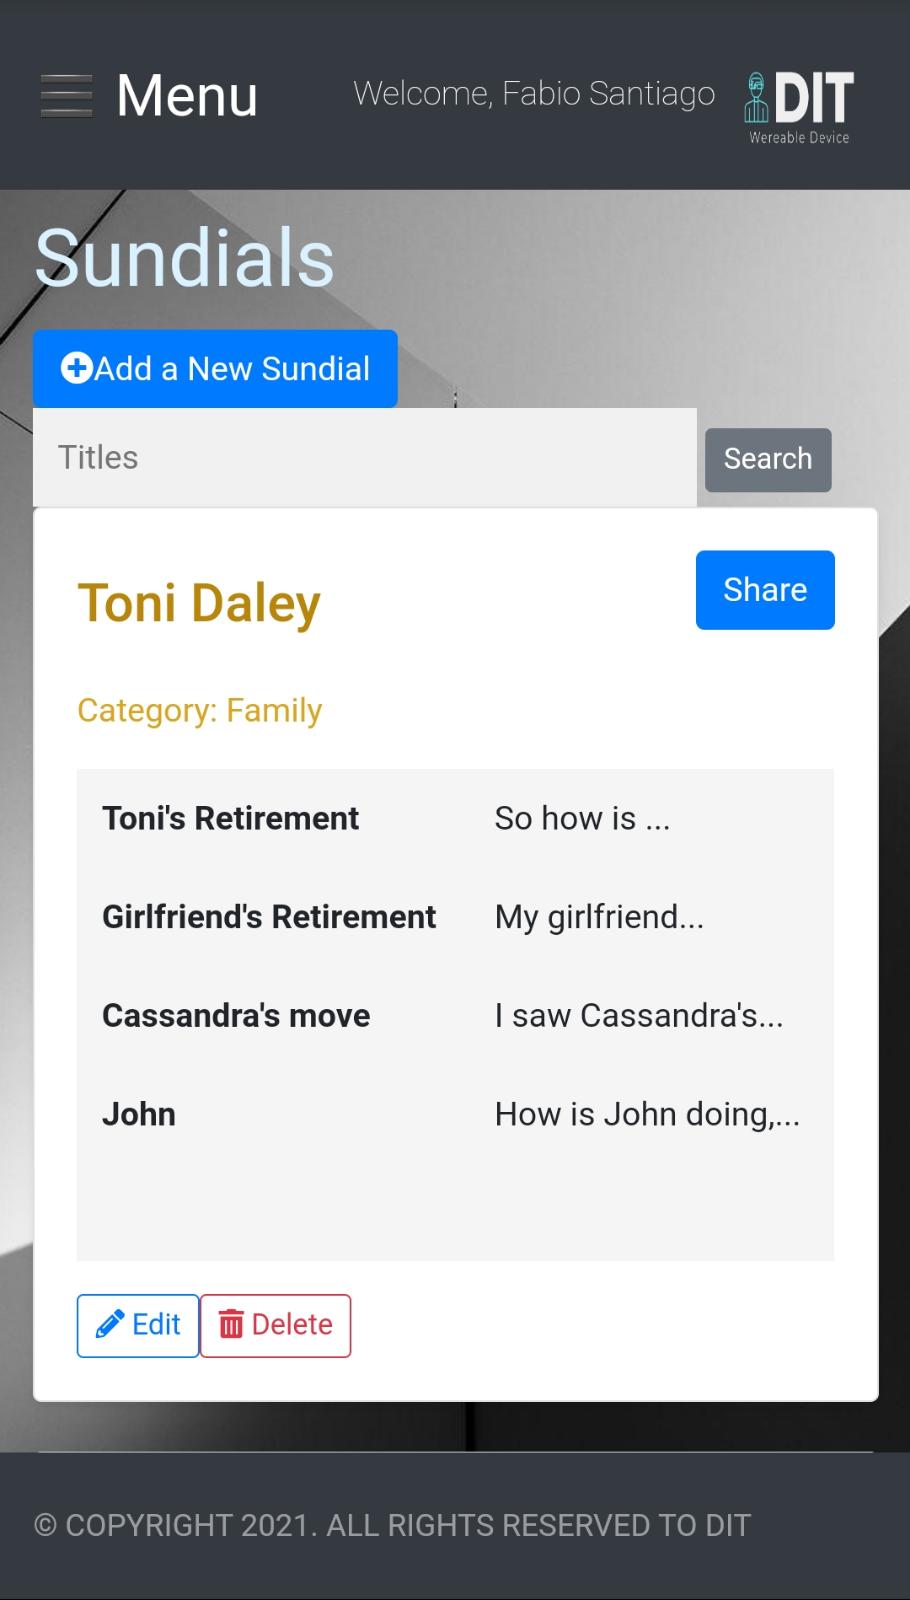 Menu
Welcome, Fabio Santiago
DIT
Wereable Device
Sundials
Add a New Sundial
Titles
Search
Toni Daley
Share
Category: Family
Toni's Retirement So how is ...
Girlfriend's Retirement My girlfriend...
Cassandra's move I saw Cassandra's...
John How is John doing,...
Edit Delete
© COPYRIGHT 2021. ALL RIGHTS RESERVED TO DIT